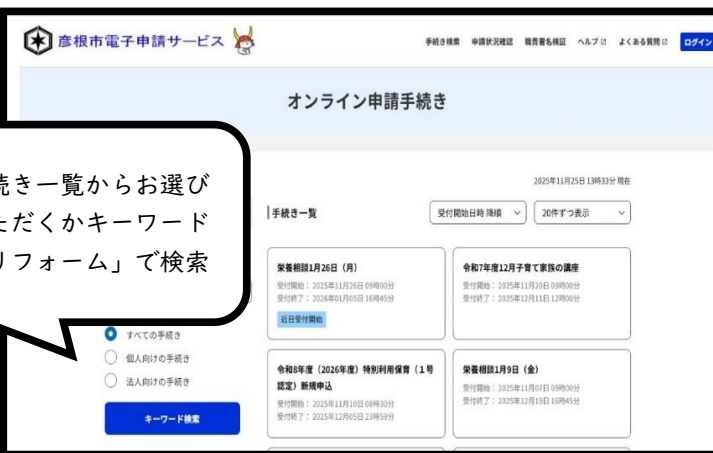 彦根市電子申請サービス
手続き検索 申請状況確認 職責署名検証 ヘルプ よくある質問 ログイン
オンライン申請手続き
続き一覧からお選び
ただくかキーワード
リフォーム」で検索
2025年11月25日 13時33分 現在
手続き一覧
受付開始日時 降順
20件ずつ表示
栄養相談1月26日（月）
受付開始：2025年11月26日 09時00分
受付終了：2026年01月05日 16時45分
近日受付開始
令和7年度12月子育て家族の講座
受付開始：2025年11月20日 09時00分
受付終了：2025年12月11日 12時00分
すべての手続き
個人向けの手続き
法人向けの手続き
キーワード検索
令和8年度（2026年度）特別利用保育（1号
認定）新規申込
受付開始：2025年11月10日 08時30分
受付終了：2025年12月05日 23時59分
栄養相談1月9日（金）
受付開始：2025年11月07日 09時00分
受付終了：2025年12月19日 16時45分